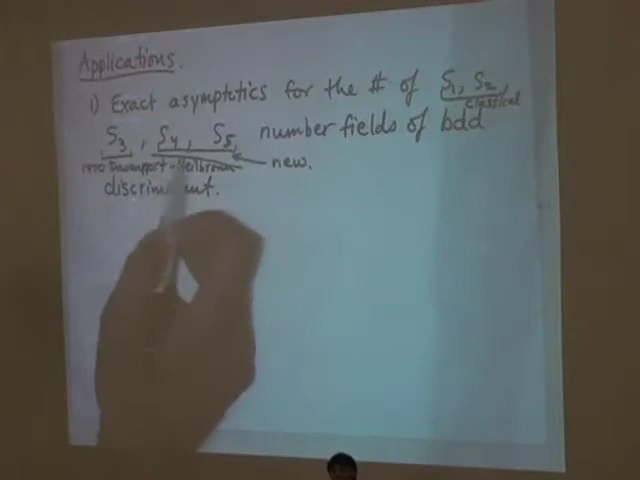 Applications.
1) Exact asymptotics for the # of S1, S2,
classical
S3, S4, S5, number fields of bdd
1970 Davenport-Heilbronn new.
discriminant.